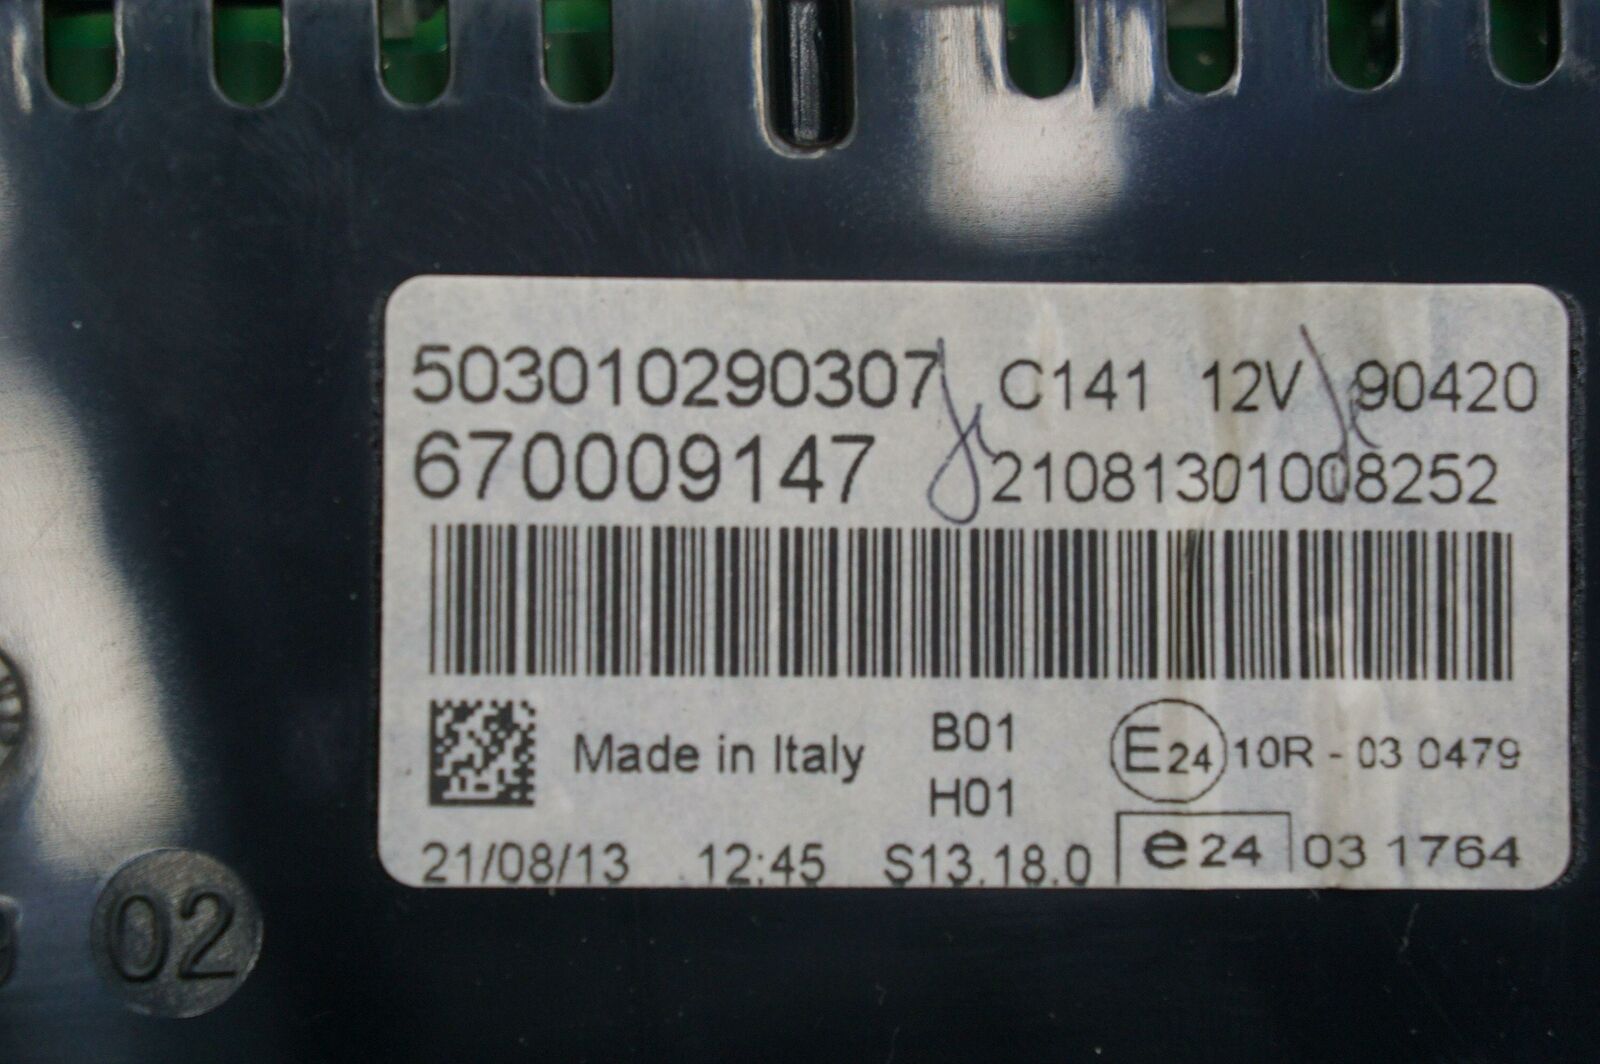 503010290307 C141 12V 90420
670009147 21081301008252
Made in Italy B01 E24 10R - 03 0479
H01
21/08/13 12:45 S13.18.0 e24 03 1764
02